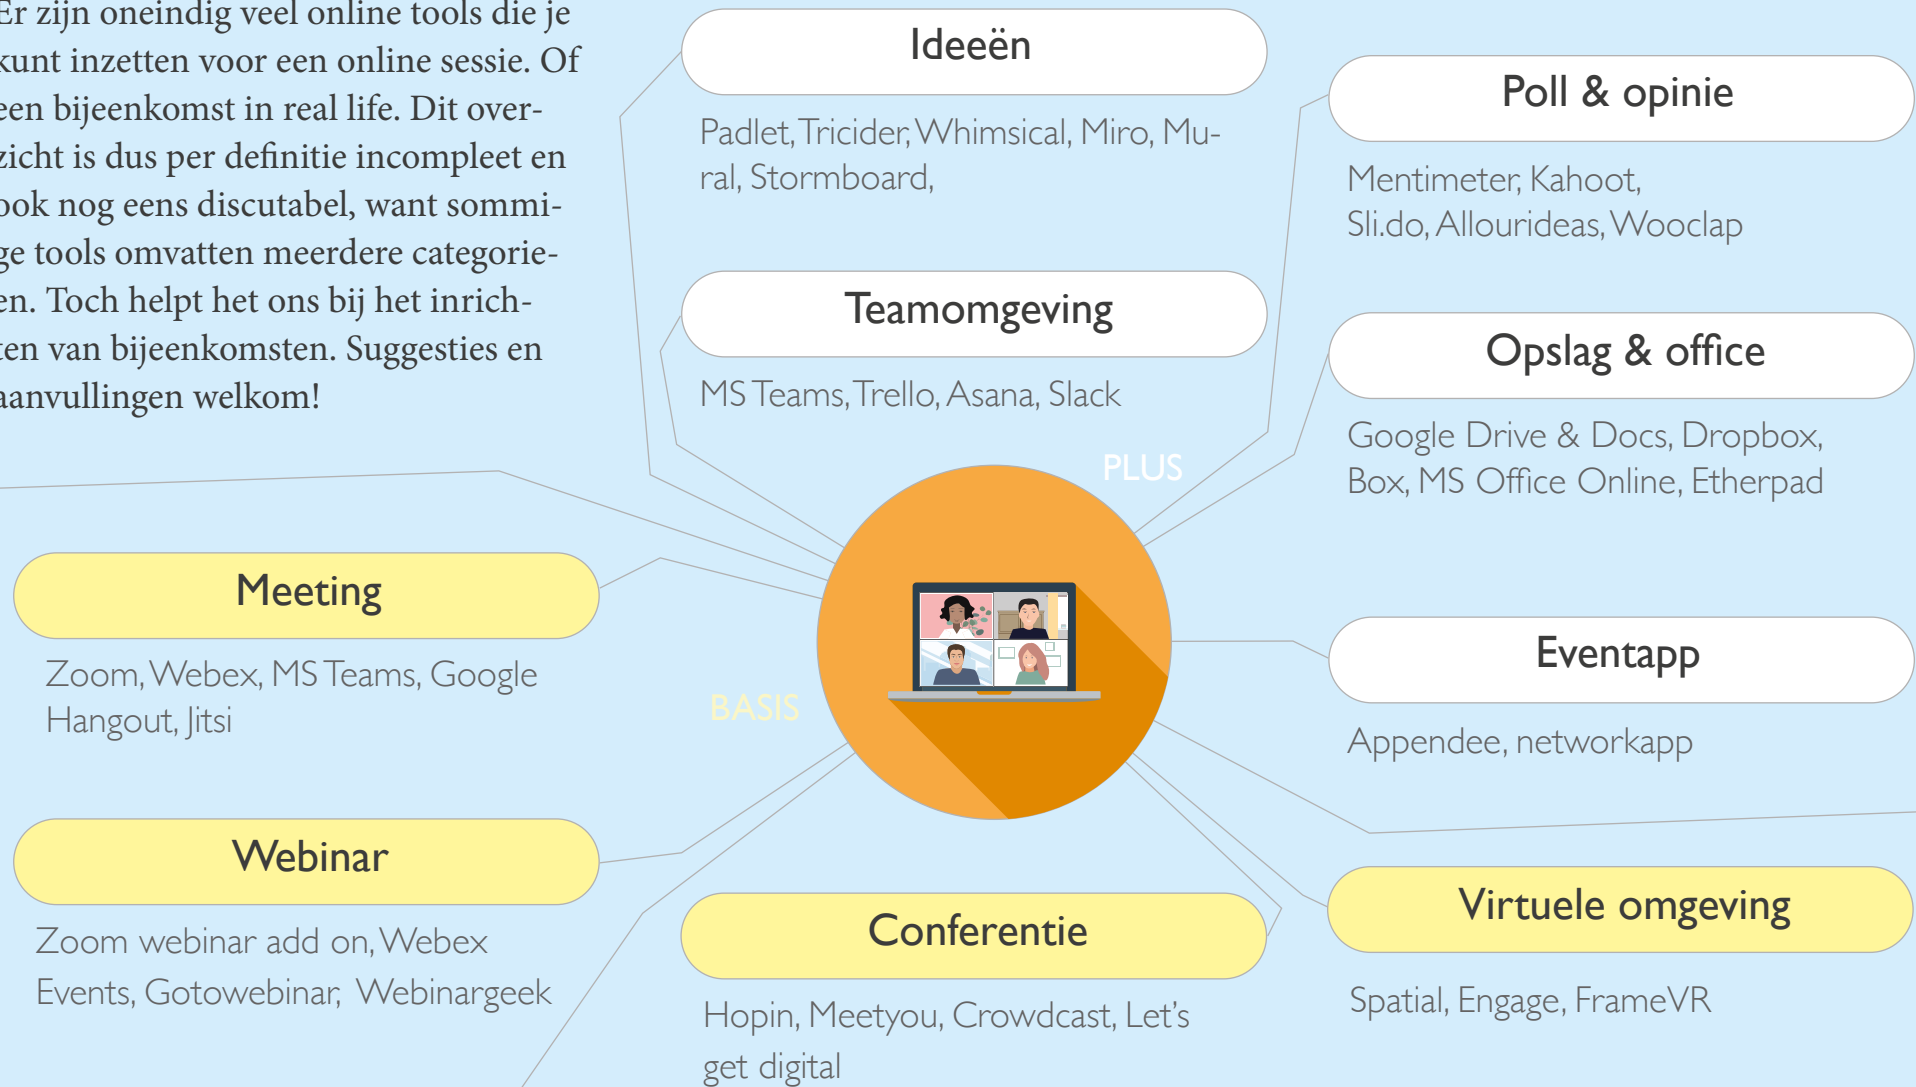 Er zijn oneindig veel online tools die je
kunt inzetten voor een online sessie. Of
een bijeenkomst in real life. Dit over-
zicht is dus per definitie incompleet en
ook nog eens discutabel, want sommi-
ge tools omvatten meerdere categorie-
en. Toch helpt het ons bij het inrich-
ten van bijeenkomsten. Suggesties en
aanvullingen welkom!
Ideeën
Padlet, Tricider, Whimsical, Miro, Mu-
ral, Stormboard,
Poll & opinie
Mentimeter, Kahoot,
Sli.do, Allourideas, Wooclap
Teamomgeving
MS Teams, Trello, Asana, Slack
Opslag & office
Google Drive & Docs, Dropbox,
Box, MS Office Online, Etherpad
PLUS
Meeting
Zoom, Webex, MS Teams, Google
Hangout, Jitsi
BASIS
Eventapp
Appendee, networkapp
Webinar
Zoom webinar add on, Webex
Events, Gotowebinar, Webinargeek
Conferentie
Hopin, Meetyou, Crowdcast, Let's
get digital
Virtuele omgeving
Spatial, Engage, FrameVR